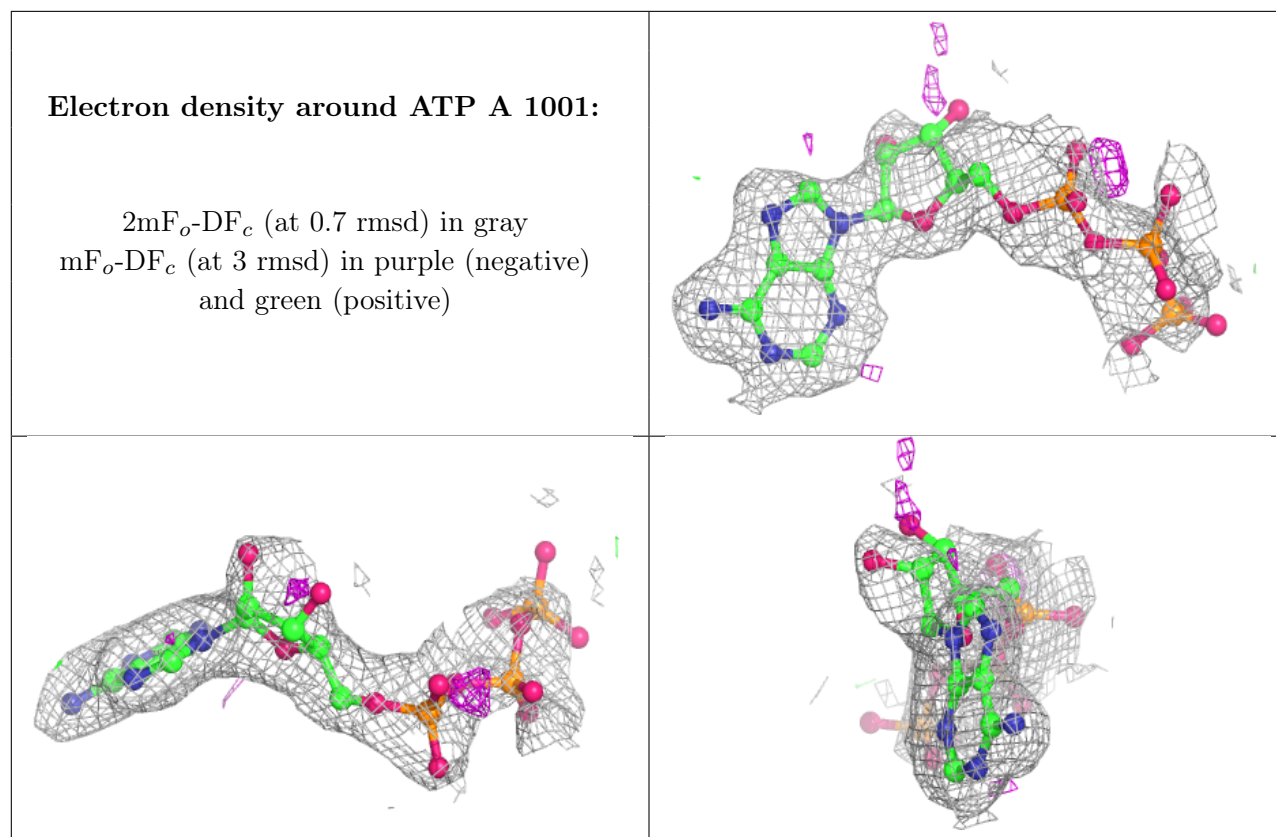 Electron density around ATP A 1001:
2mFo-DFc (at 0.7 rmsd) in gray
mFo-DFc (at 3 rmsd) in purple (negative)
and green (positive)